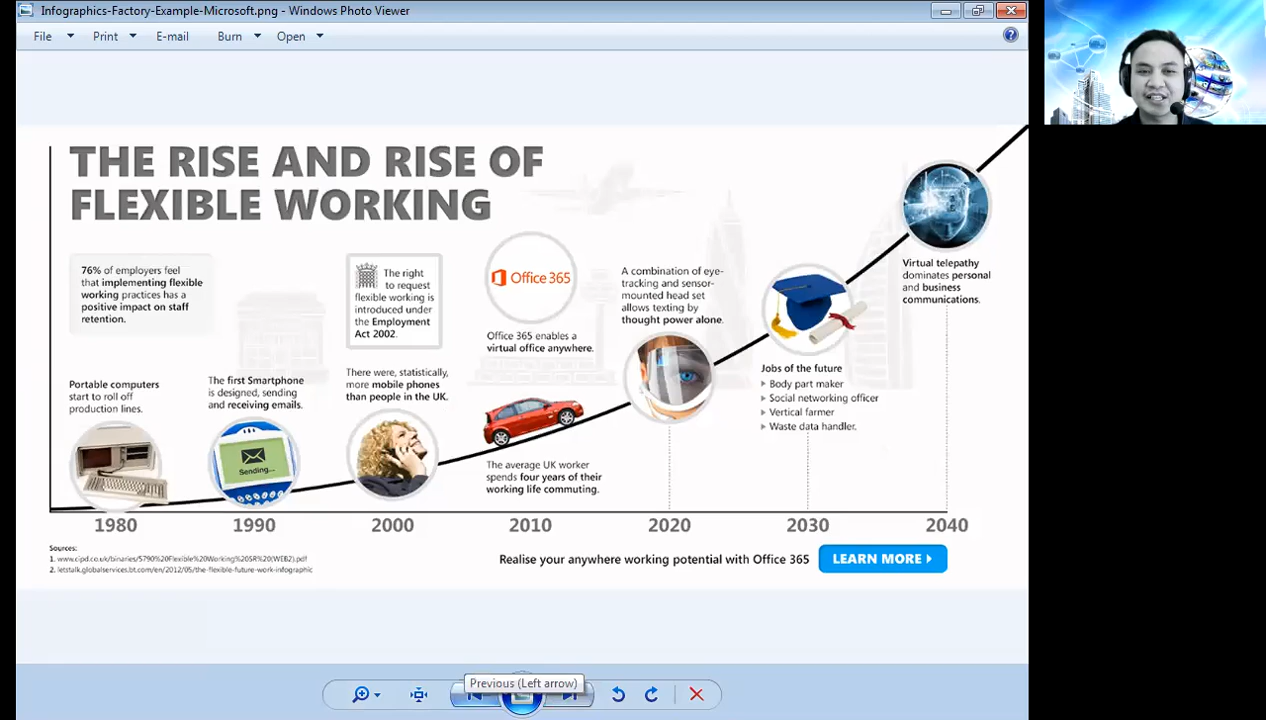 Infographics-Factory-Example-Microsoft.png - Windows Photo Viewer
File Print E-mail Burn Open
THE RISE AND RISE OF
FLEXIBLE WORKING
76% of employers feel
that implementing flexible
working practices has a
positive impact on staff
retention.
Portable computers
start to roll off
production lines.
The first Smartphone
is designed, sending
and receiving emails.
Sending...
The right
to request
flexible working is
introduced under
the Employment
Act 2002.
There were, statistically,
more mobile phones
than people in the UK.
Office 365
Office 365 enables a
virtual office anywhere.
The average UK worker
spends four years of their
working life commuting.
A combination of eye-
tracking and sensor-
mounted head set
allows texting by
thought power alone.
Jobs of the future
Body part maker
Social networking officer
Vertical farmer
Waste data handler.
Virtual telepathy
dominates personal
and business
communications.
1980 1990 2000 2010 2020 2030 2040
Sources:
1. www.cipd.co.uk/binaries/5790%20Flexible%20Working%20SR%20(WEB2).pdf
2. letstalk.globalservices.bt.com/en/2012/05/the-flexible-future-work-infographic
Realise your anywhere working potential with Office 365
LEARN MORE
Previous (Left arrow)